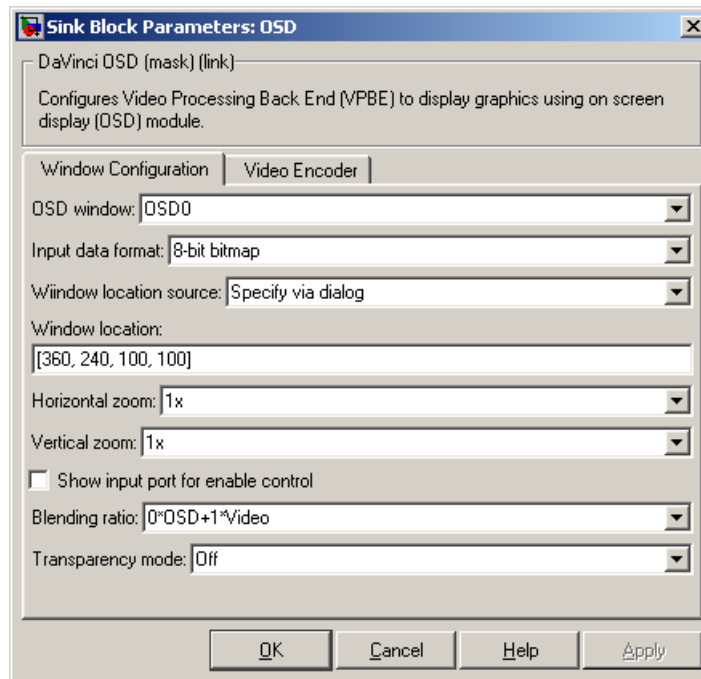 Sink Block Parameters: OSD
DaVinci OSD (mask) (link)
Configures Video Processing Back End (VPBE) to display graphics using on screen
display (OSD) module.
Window Configuration Video Encoder
OSD window: OSD0
Input data format: 8-bit bitmap
Wiindow location source: Specify via dialog
Window location:
[360, 240, 100, 100]
Horizontal zoom: 1x
Vertical zoom: 1x
Show input port for enable control
Blending ratio: 0*OSD+1*Video
Transparency mode: Off
OK Cancel Help Apply